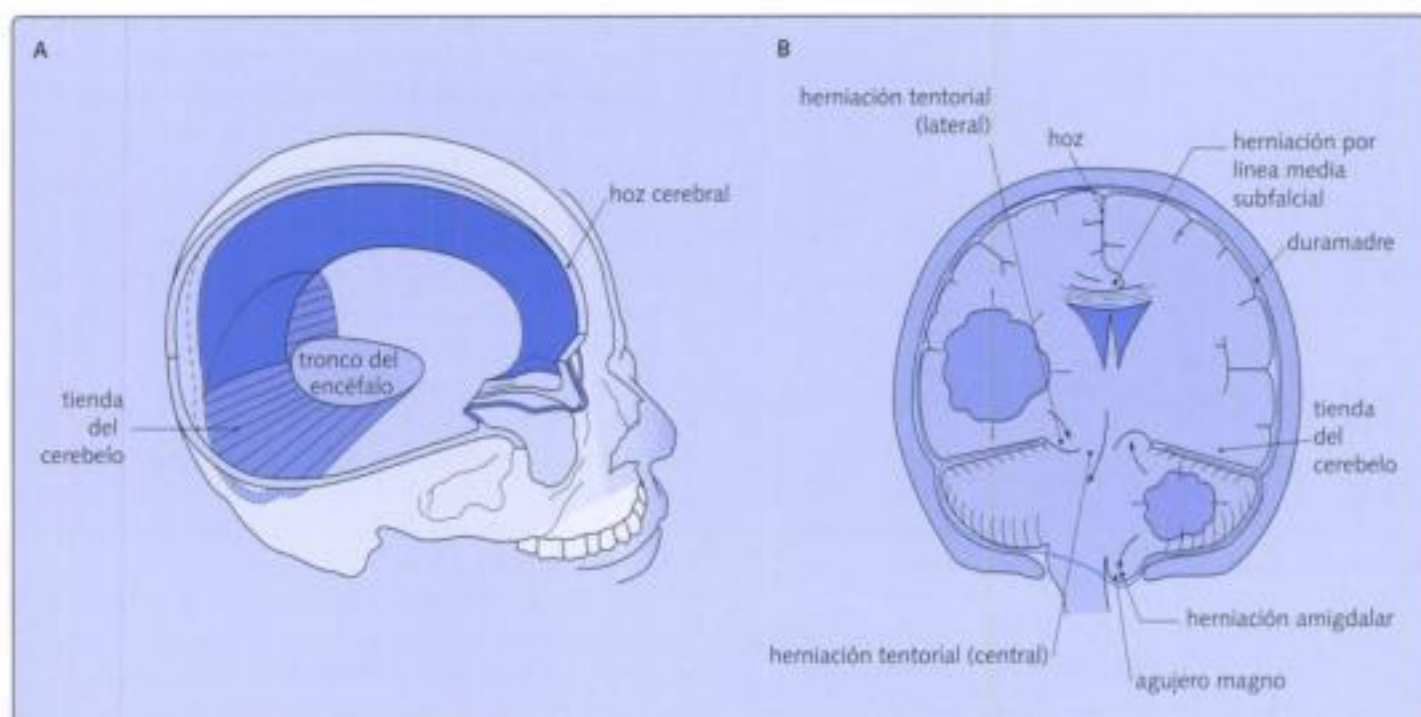 A
hoz cerebral
tronco del
encéfalo
tienda
del
cerebelo
B
herniación tentorial
(lateral)
hoz
herniación por
línea media
subfalcial
duramadre
tienda
del
cerebelo
herniación amigdalar
herniación tentorial (central)
agujero magno